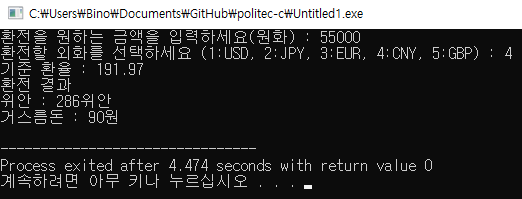 C:₩Users₩Bino₩Documents₩GitHub₩politec-c₩Untitled1.exe
환전을 원하는 금액을 입력하세요(원화) : 55000
환전할 외화를 선택하세요 (1:USD, 2:JPY, 3:EUR, 4:CNY, 5:GBP) : 4
기준 환율 : 191.97
환전 결과
위안 : 286위안
거스름돈 : 90원
--------------------------------
Process exited after 4.474 seconds with return value 0
계속하려면 아무 키나 누르십시오 . . .